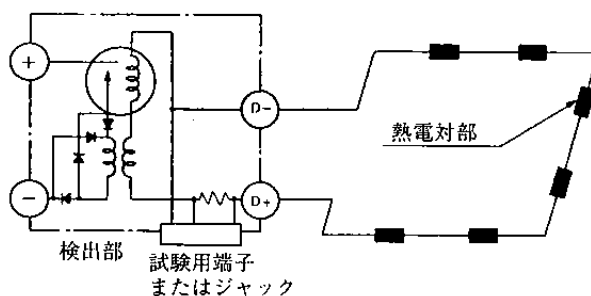 +
D-
熱電対部
-
D+
検出部
試験用端子
またはジャック